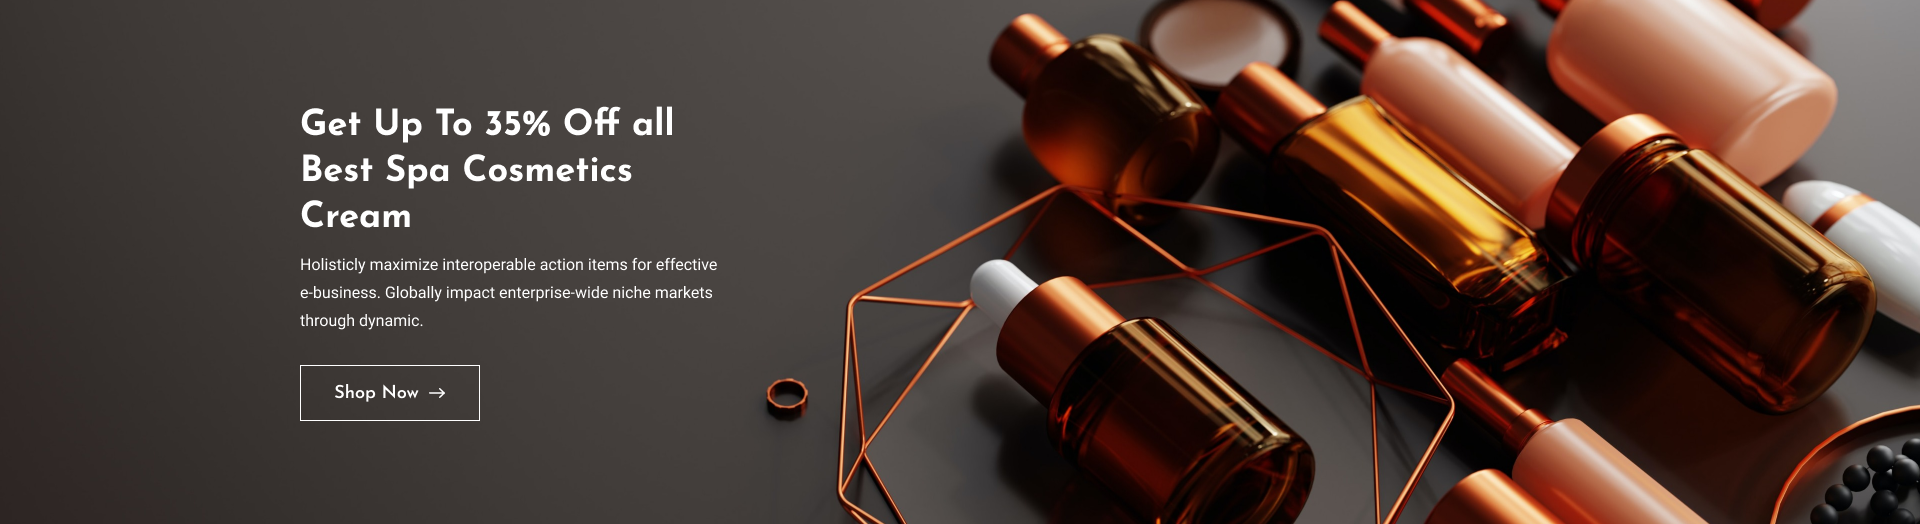 Get Up To 35% Off all
Best Spa Cosmetics
Cream
Holisticly maximize interoperable action items for effective
e-business. Globally impact enterprise-wide niche markets
through dynamic.
Shop Now →